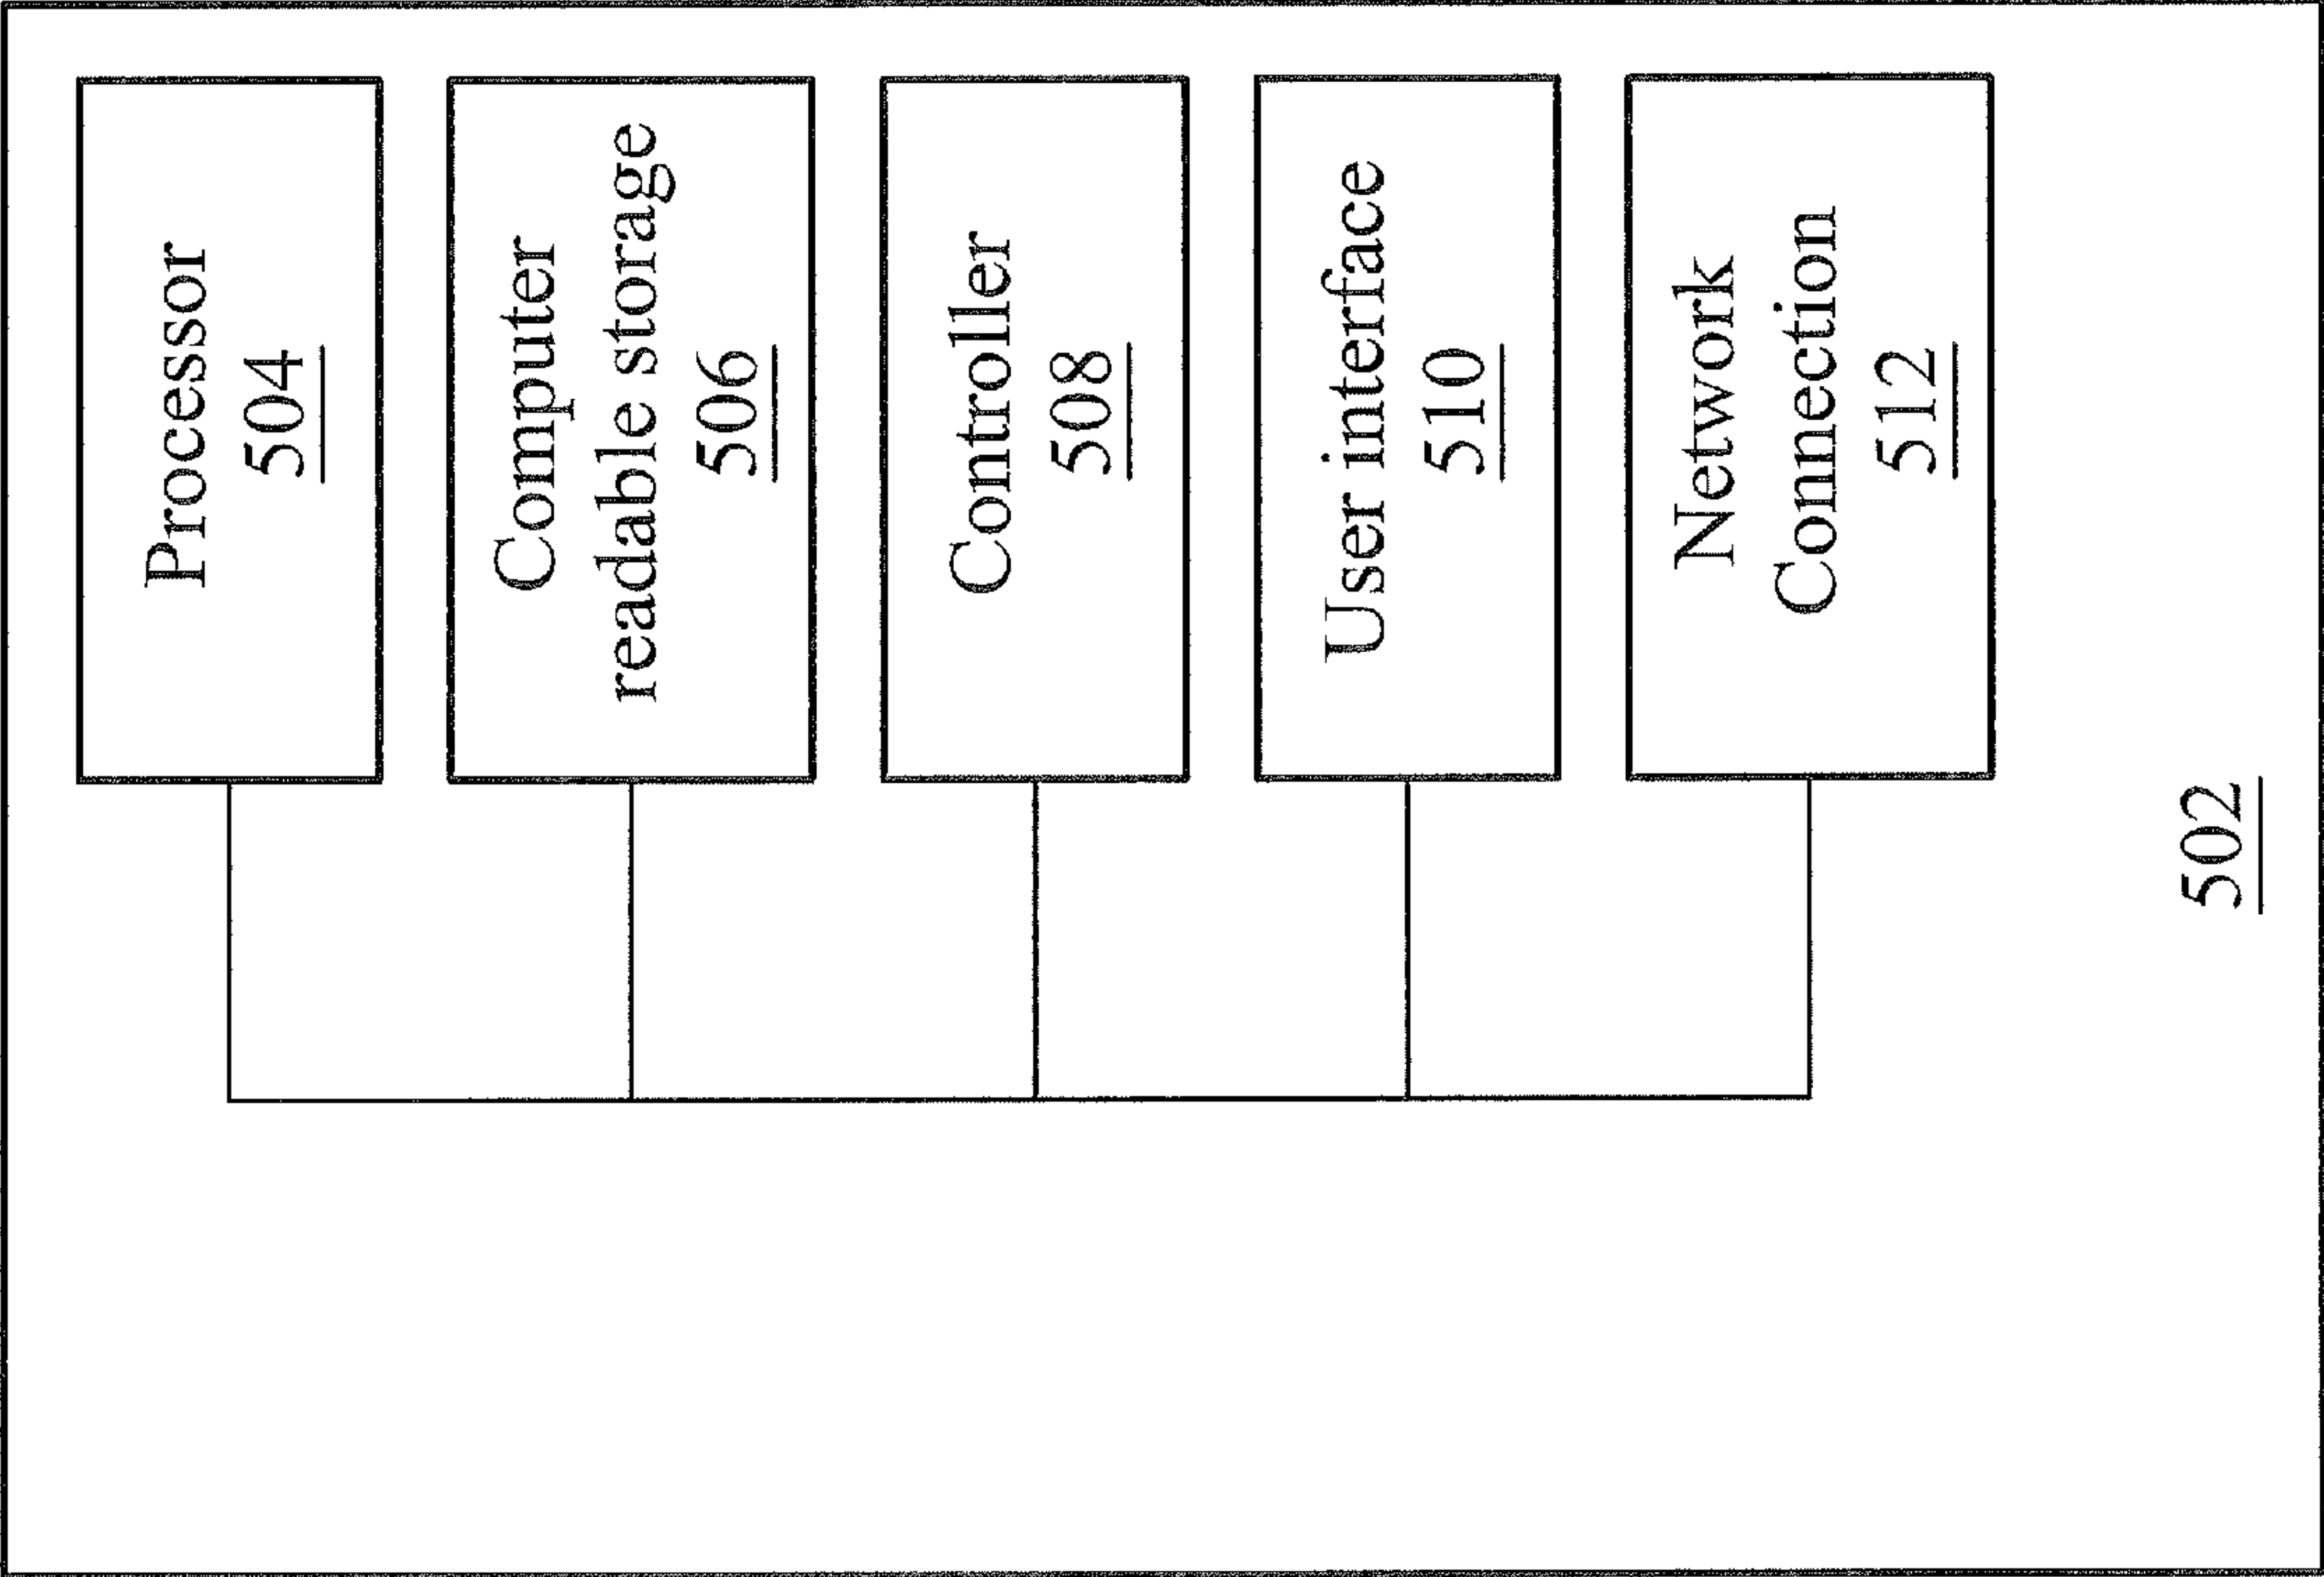 Processor
504
Computer
readable storage
506
Controller
508
User interface
510
Network
Connection
512
502